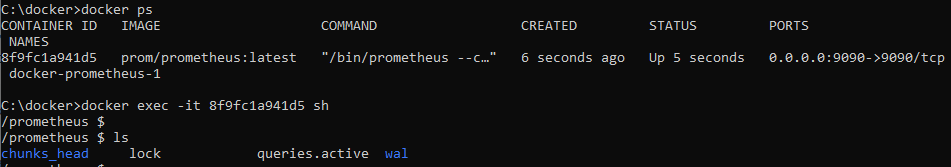 C:\docker>docker ps
CONTAINER ID   IMAGE                    COMMAND                  CREATED         STATUS         PORTS
 NAMES
8f9fc1a941d5   prom/prometheus:latest   "/bin/prometheus --c…"   6 seconds ago   Up 5 seconds   0.0.0.0:9090->9090/tcp
 docker-prometheus-1
C:\docker>docker exec -it 8f9fc1a941d5 sh
/prometheus $
/prometheus $ ls
chunks_head     lock            queries.active  wal
/prometheus $